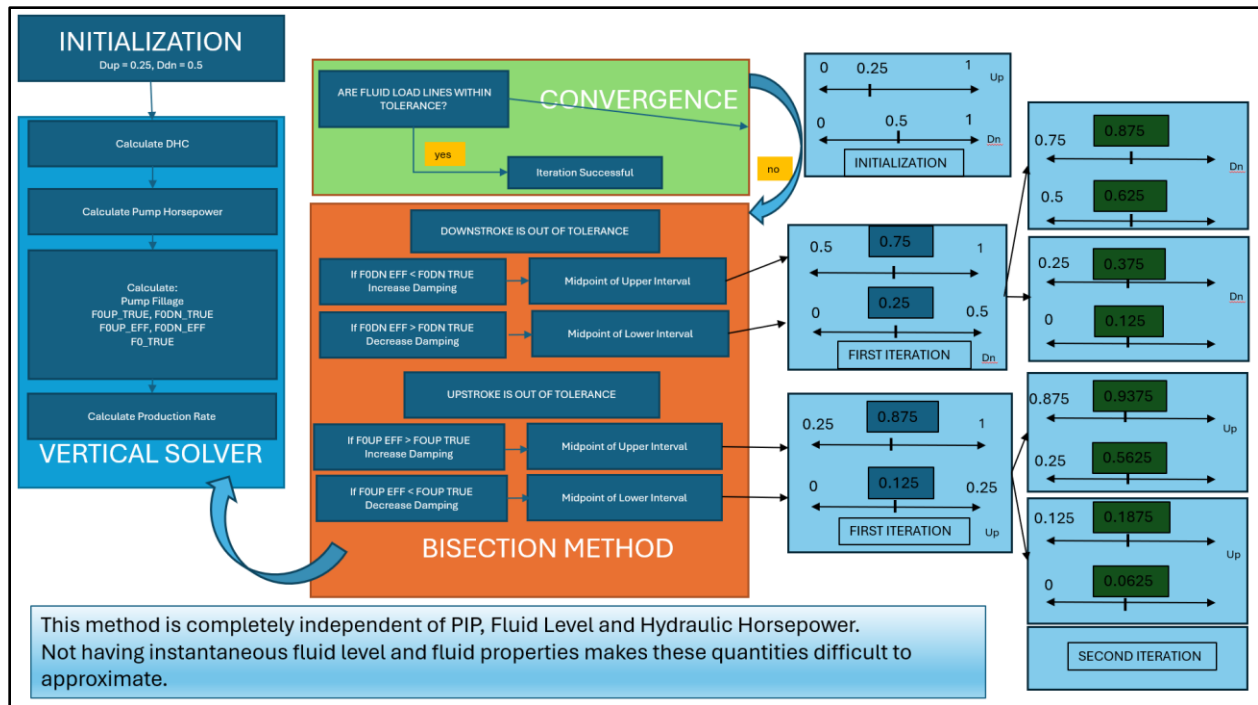 INITIALIZATION
Dup = 0.25, Ddn = 0.5
Calculate DHC
Calculate Pump Horsepower
Calculate:
Pump Fillage
F0UP_TRUE, F0DN_TRUE
F0UP_EFF, F0DN_EFF
F0_TRUE
Calculate Production Rate
VERTICAL SOLVER
ARE FLUID LOAD LINES WITHIN
TOLERANCE?
CONVERGENCE
yes
Iteration Successful
no
DOWNSTROKE IS OUT OF TOLERANCE
If F0DN EFF < F0DN TRUE
Increase Damping
Midpoint of Upper Interval
If F0DN EFF > F0DN TRUE
Decrease Damping
Midpoint of Lower Interval
UPSTROKE IS OUT OF TOLERANCE
If F0UP EFF > FOUP TRUE
Increase Damping
Midpoint of Upper Interval
If F0UP EFF < FOUP TRUE
Decrease Damping
Midpoint of Lower Interval
BISECTION METHOD
0 0.25 1
Up
0 0.5 1
Dn
INITIALIZATION
0.5 0.75 1
0 0.25 0.5
FIRST ITERATION
Dn
0.25 0.875 1
0 0.125 0.25
FIRST ITERATION
Up
0.75 0.875
Dn
0.5 0.625
0.25 0.375
Dn
0 0.125
0.875 0.9375
Up
0.25 0.5625
0.125 0.1875
Up
0 0.0625
SECOND ITERATION
This method is completely independent of PIP, Fluid Level and Hydraulic Horsepower.
Not having instantaneous fluid level and fluid properties makes these quantities difficult to
approximate.